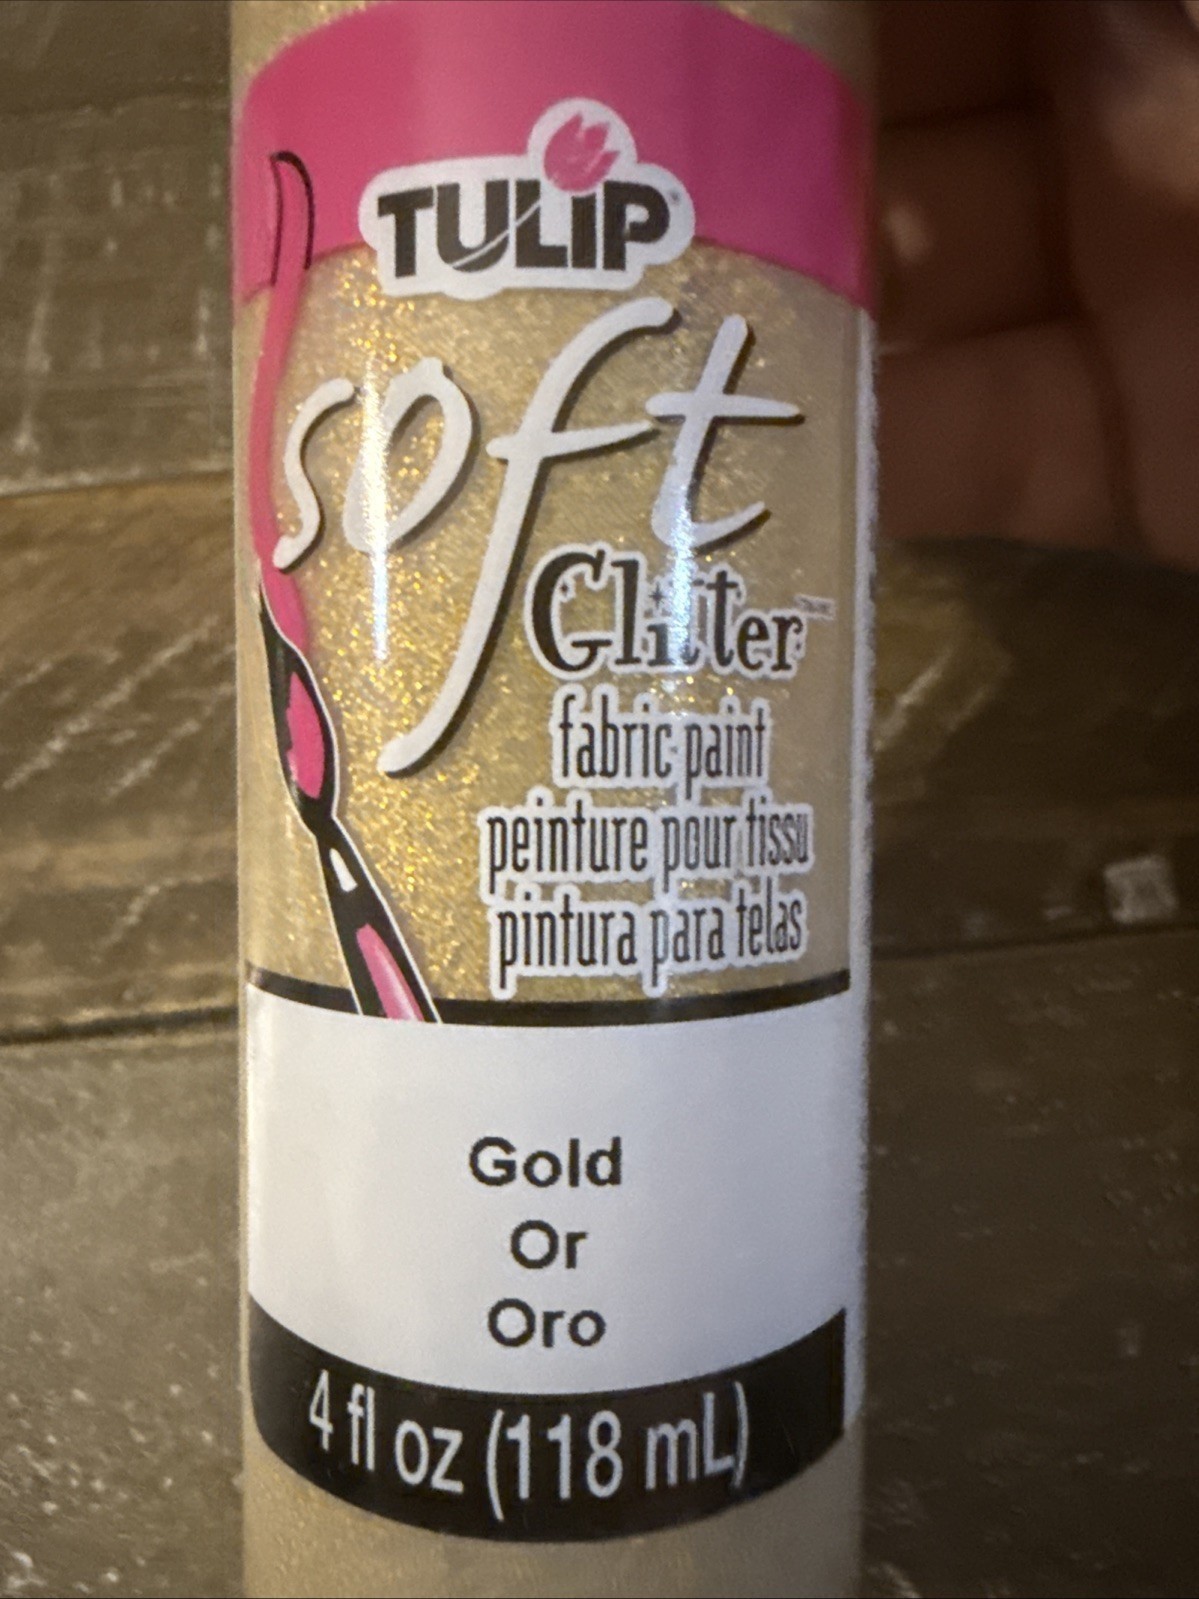 TULIP
soft
Glitter
fabric paint
peinture pour tissu
pintura para telas
Gold
Or
Oro
4 fl oz (118 mL)